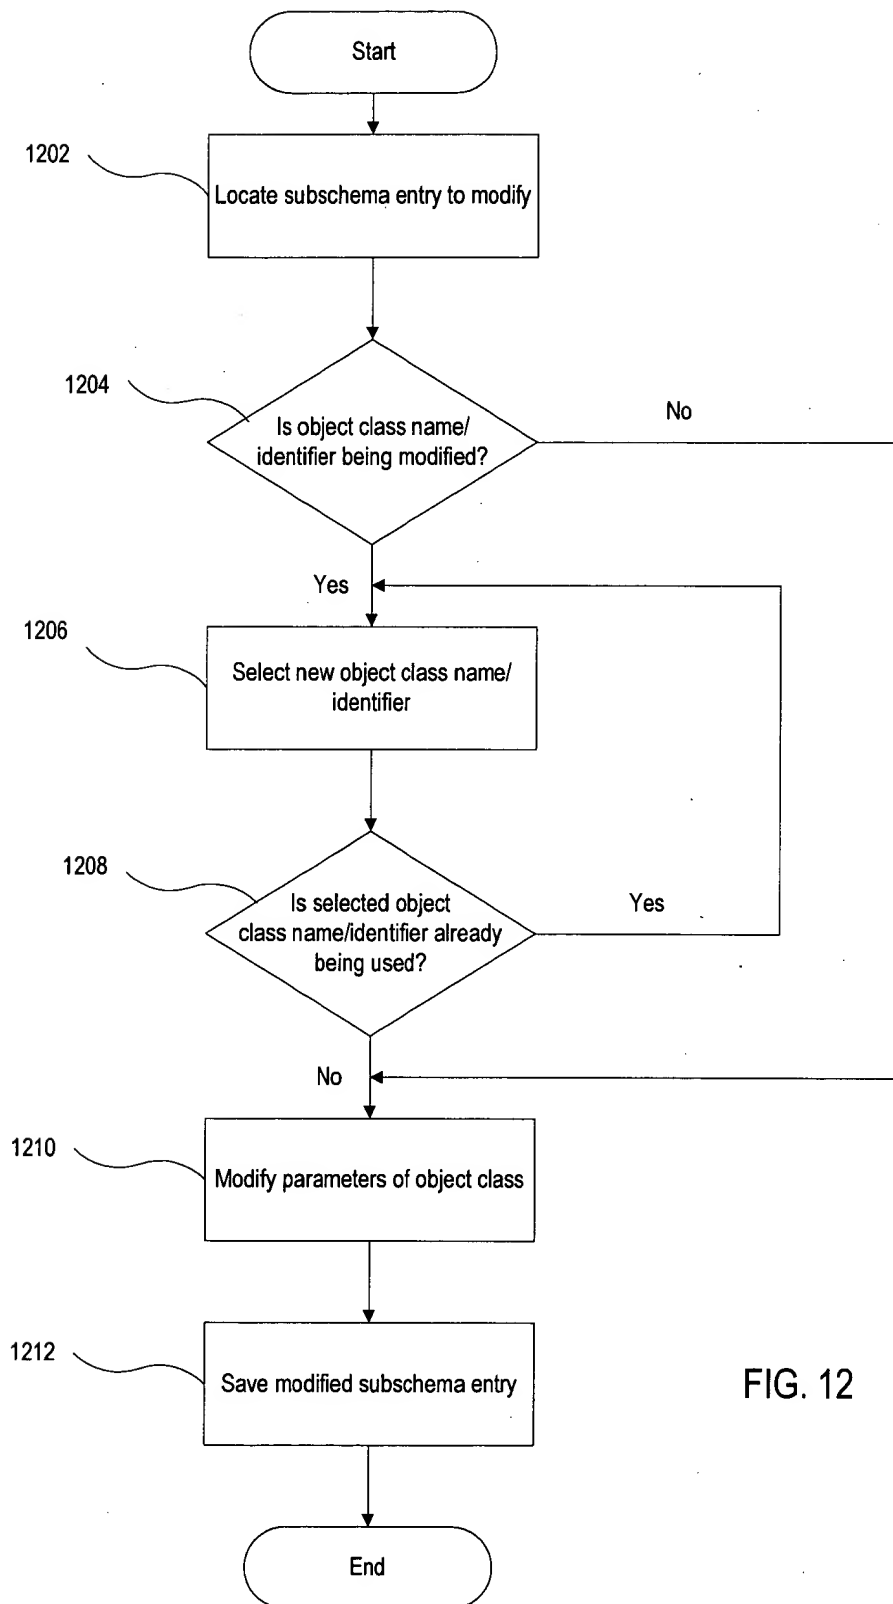 Start
1202
Locate subschema entry to modify
1204
Is object class name/
identifier being modified?
No
Yes
1206
Select new object class name/
identifier
1208
Is selected object
class name/identifier already
being used?
Yes
No
1210
Modify parameters of object class
1212
Save modified subschema entry
FIG. 12
End